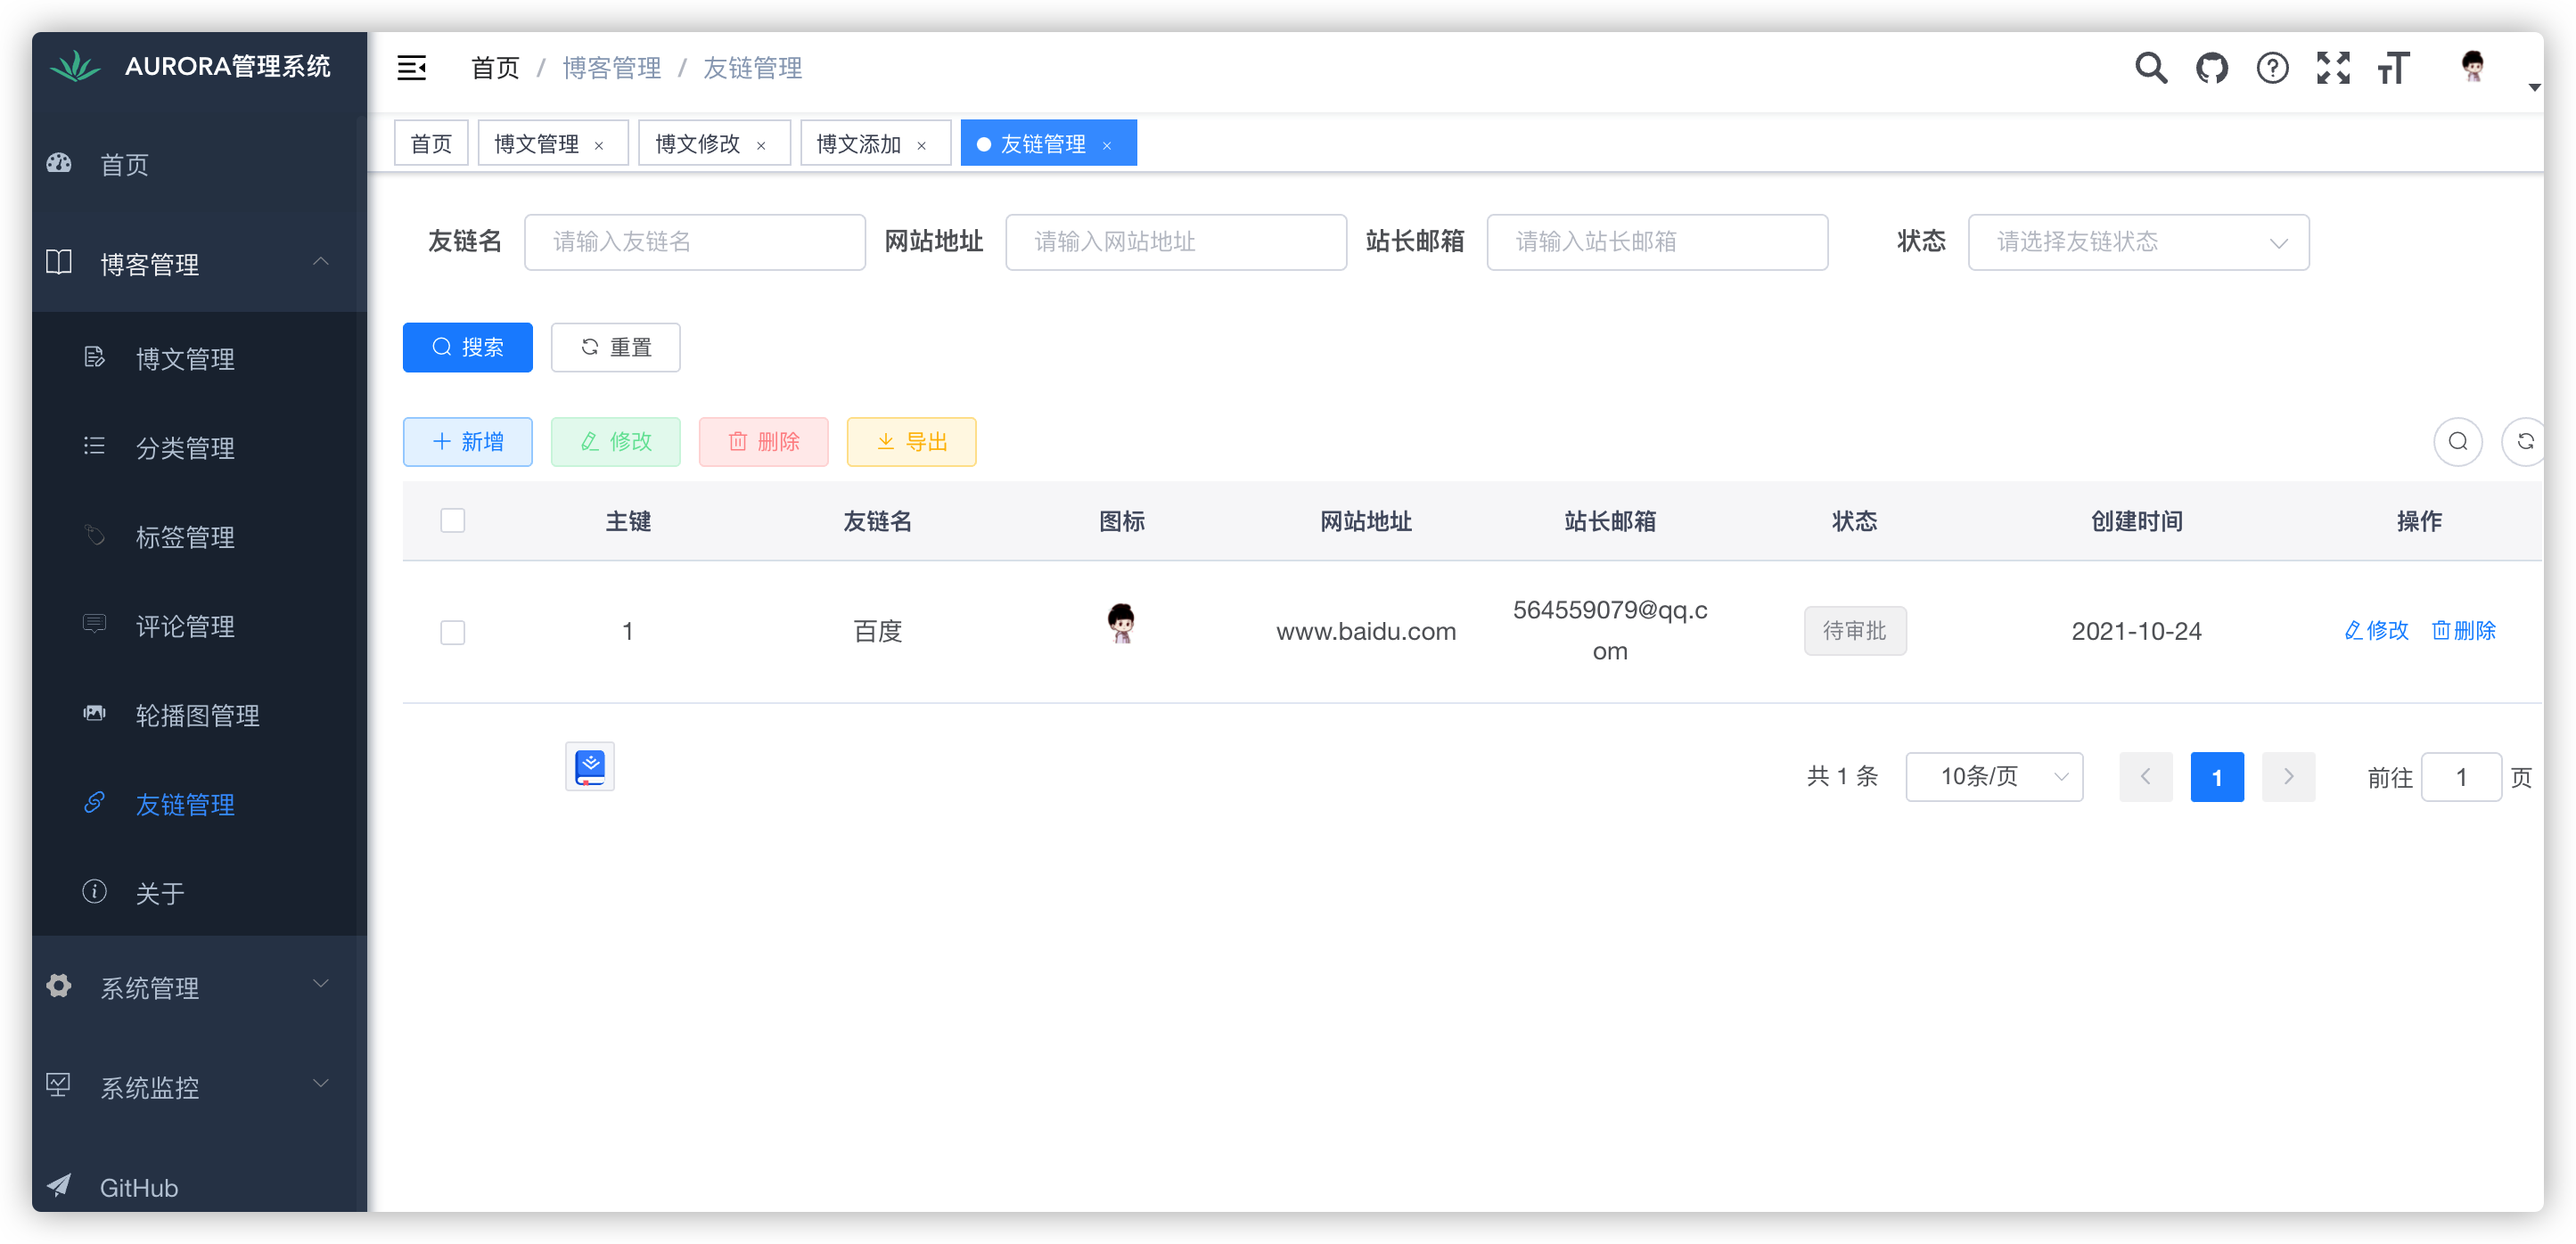 AURORA管理系统
首页
博客管理
博文管理
分类管理
标签管理
评论管理
轮播图管理
友链管理
关于
系统管理
系统监控
GitHub
首页 / 博客管理 / 友链管理
首页 博文管理 × 博文修改 × 博文添加 × 友链管理 ×
友链名 请输入友链名 网站地址 请输入网站地址 站长邮箱 请输入站长邮箱 状态 请选择友链状态
搜索 重置
新增 修改 删除 导出
主键 友链名 图标 网站地址 站长邮箱 状态 创建时间 操作
1 百度 www.baidu.com 564559079@qq.c 待审批 2021-10-24 修改 删除
om
共 1 条 10条/页 1 前往 1 页